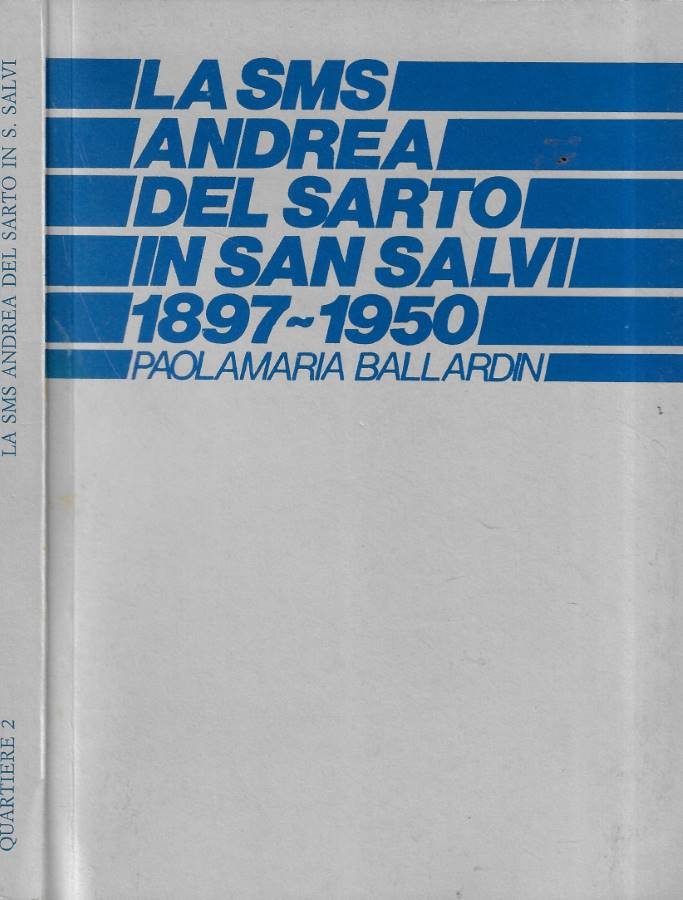 LA SMS
ANDREA
DEL SARTO
IN SAN SALVI
1897~1950
PAOLAMARIA BALLARDIN
LA SMS ANDREA DEL SARTO IN S. SALVI
QUARTIERE 2